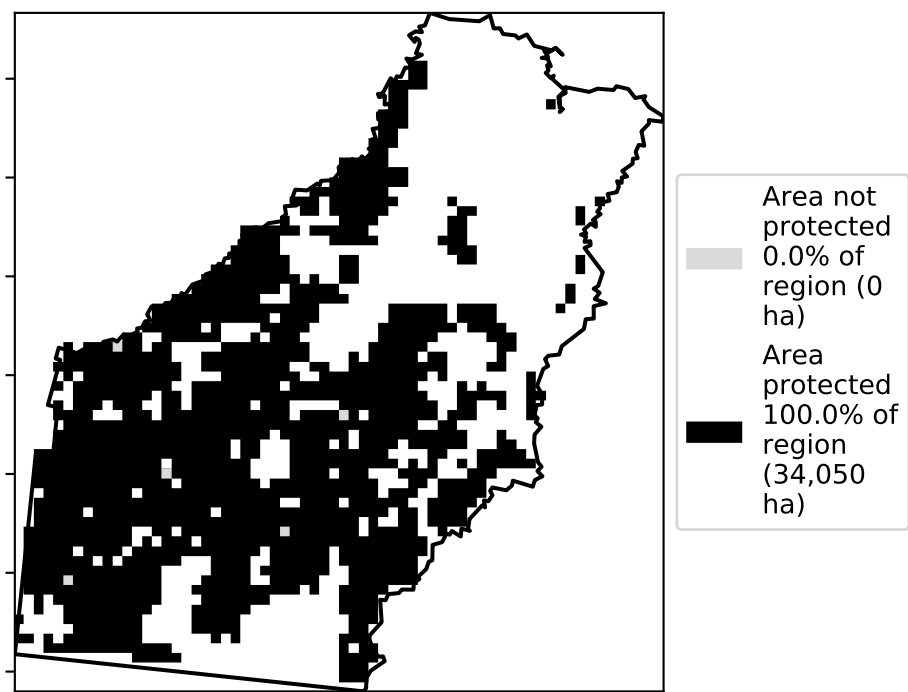 Area not
protected
0.0% of
region (0
ha)
Area
protected
100.0% of
region
(34,050
ha)